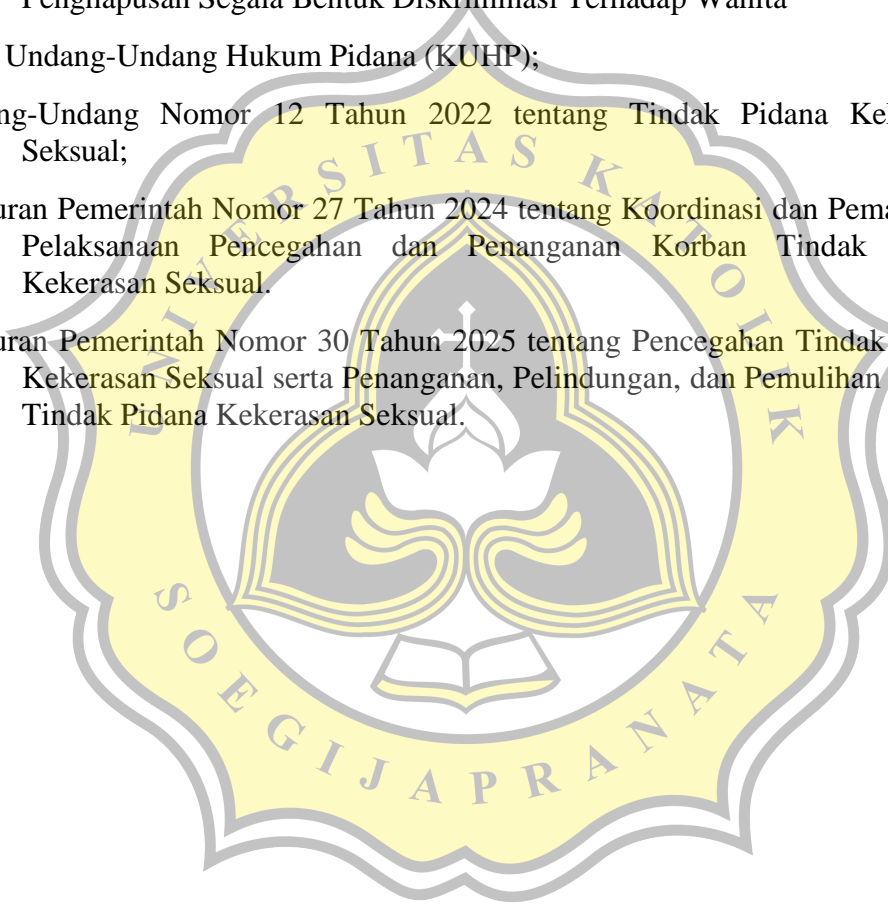 Penghapusan Segala Bentuk Diskriminasi Terhadap Wanita
Undang-Undang Hukum Pidana (KUHP);
ng-Undang Nomor 12 Tahun 2022 tentang Tindak Pidana Ke
Seksual;
uran Pemerintah Nomor 27 Tahun 2024 tentang Koordinasi dan Pema
Pelaksanaan Pencegahan dan Penanganan Korban Tindak
Kekerasan Seksual.
uran Pemerintah Nomor 30 Tahun 2025 tentang Pencegahan Tindak
Kekerasan Seksual serta Penanganan, Pelindungan, dan Pemulihan
Tindak Pidana Kekerasan Seksual.
UNIVERSITAS KATOLIK
SOEGIJAPRANATA